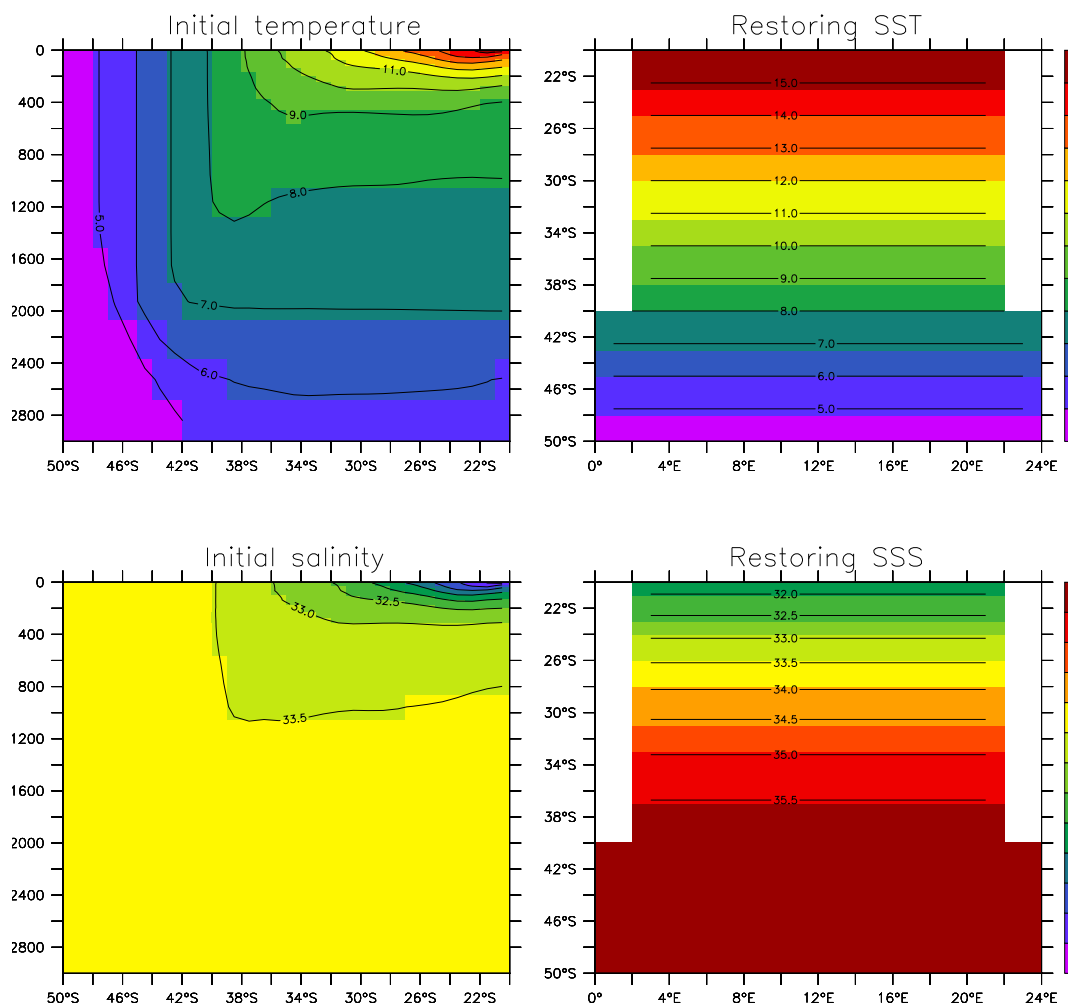 Initial temperature
Restoring SST
0
400
800
1200
1600
2000
2400
2800
11.0
9.0
8.0
5.0
7.0
6.0
50°S 46°S 42°S 38°S 34°S 30°S 26°S 22°S
22°S
26°S
30°S
34°S
38°S
42°S
46°S
50°S
15.0
14.0
13.0
12.0
11.0
10.0
9.0
8.0
7.0
6.0
5.0
0° 4°E 8°E 12°E 16°E 20°E 24°E
Initial salinity
Restoring SSS
0
400
800
1200
1600
2000
2400
2800
32.5
33.0
33.5
50°S 46°S 42°S 38°S 34°S 30°S 26°S 22°S
22°S
26°S
30°S
34°S
38°S
42°S
46°S
50°S
32.0
32.5
33.0
33.5
34.0
34.5
35.0
35.5
0° 4°E 8°E 12°E 16°E 20°E 24°E